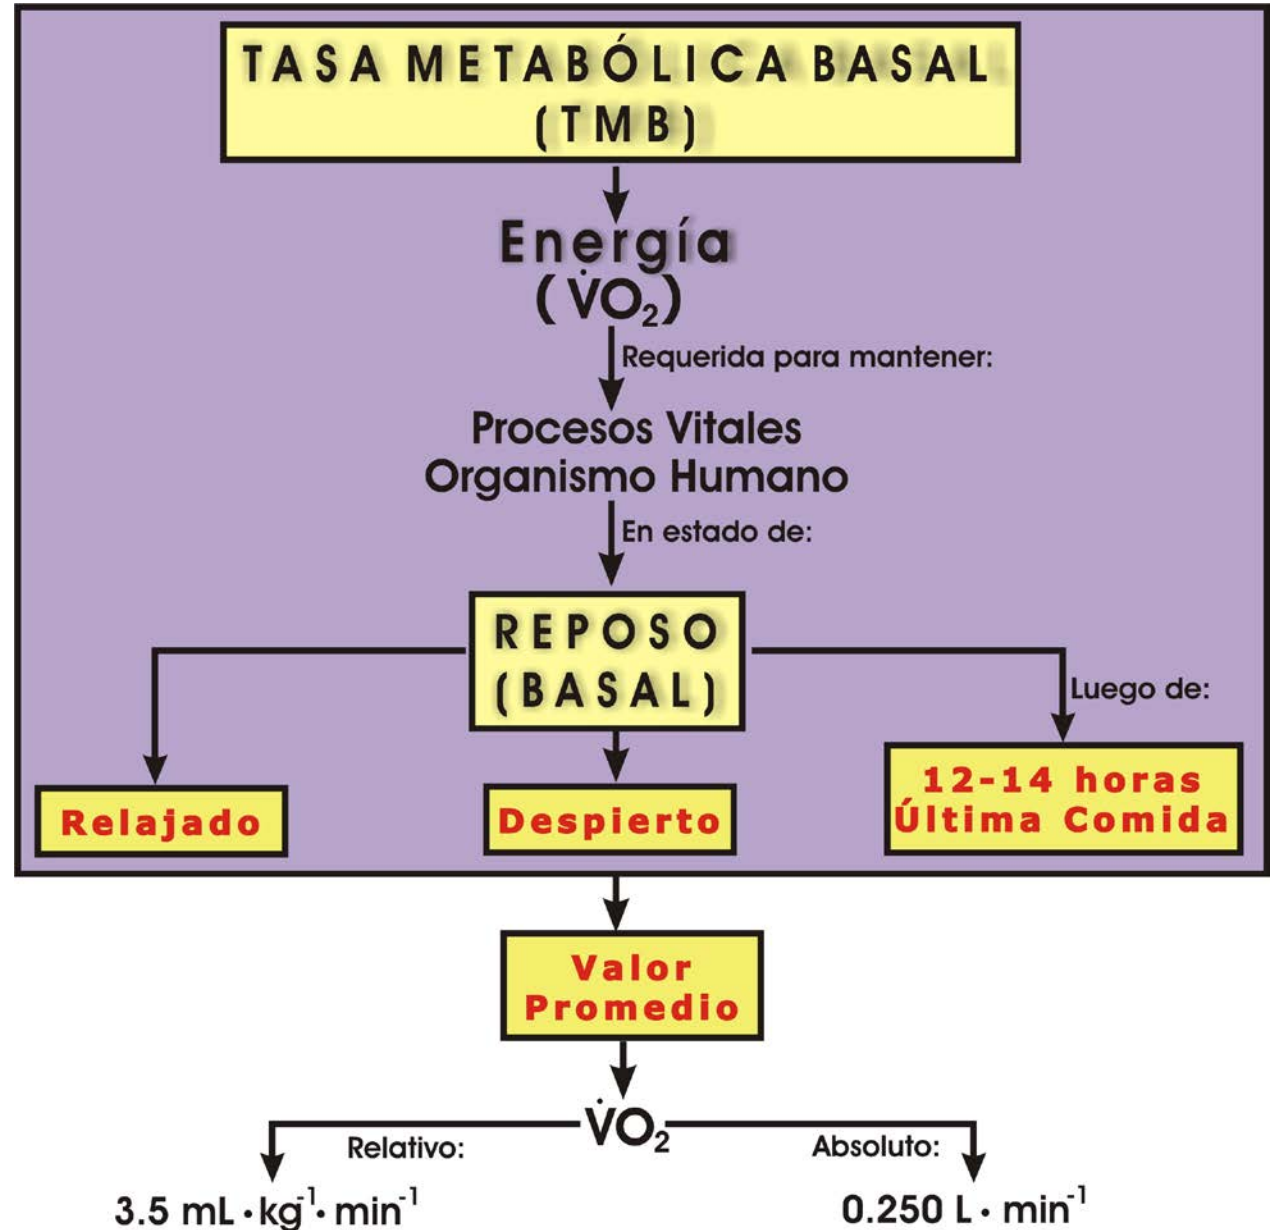 TASA METABÓLICA BASAL
(TMB)
Energía
(V̇O₂)
Requerida para mantener:
Procesos Vitales
Organismo Humano
En estado de:
REPOSO
(BASAL)
Luego de:
Relajado
Despierto
12-14 horas
Última Comida
Valor
Promedio
V̇O₂
Relativo:
Absoluto:
3.5 mL · kg⁻¹ · min⁻¹
0.250 L · min⁻¹